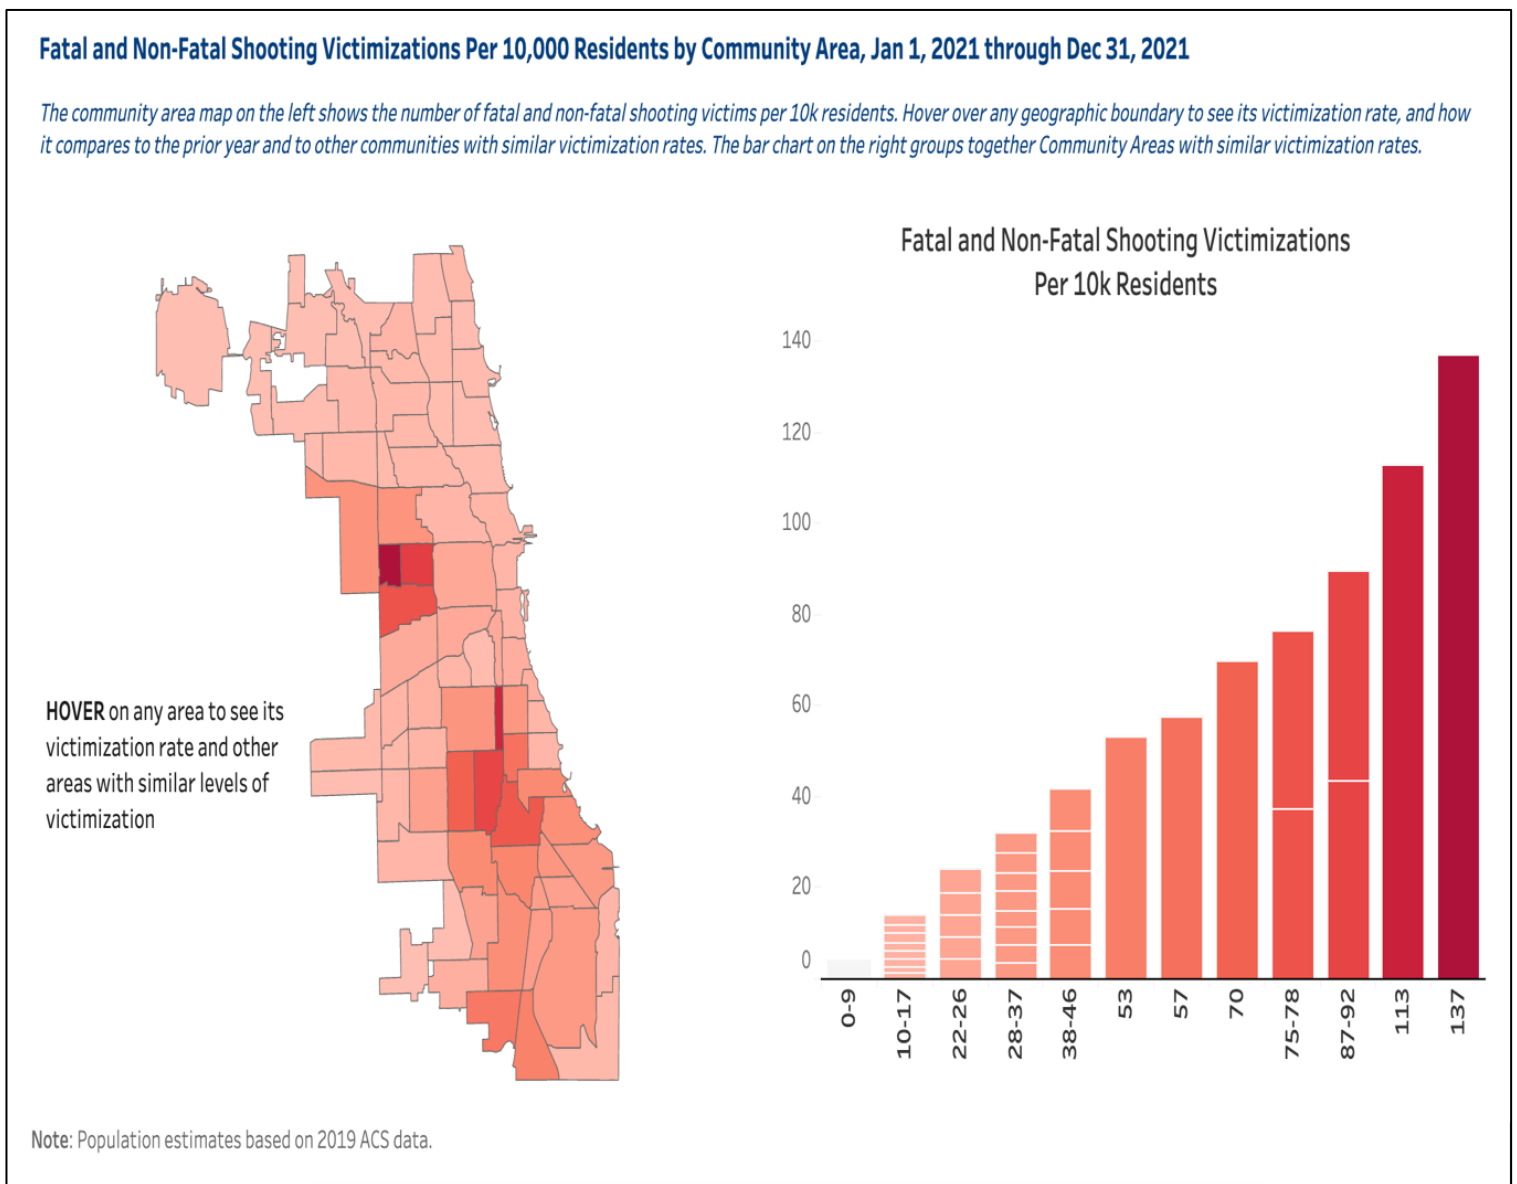 Fatal and Non-Fatal Shooting Victimizations Per 10,000 Residents by Community Area, Jan 1, 2021 through Dec 31, 2021
The community area map on the left shows the number of fatal and non-fatal shooting victims per 10k residents. Hover over any geographic boundary to see its victimization rate, and how
it compares to the prior year and to other communities with similar victimization rates. The bar chart on the right groups together Community Areas with similar victimization rates.
HOVER on any area to see its
victimization rate and other
areas with similar levels of
victimization
Fatal and Non-Fatal Shooting Victimizations
Per 10k Residents
140
120
100
80
60
40
20
0
0-9
10-17
22-26
28-37
38-46
53
57
70
75-78
87-92
113
137
Note: Population estimates based on 2019 ACS data.